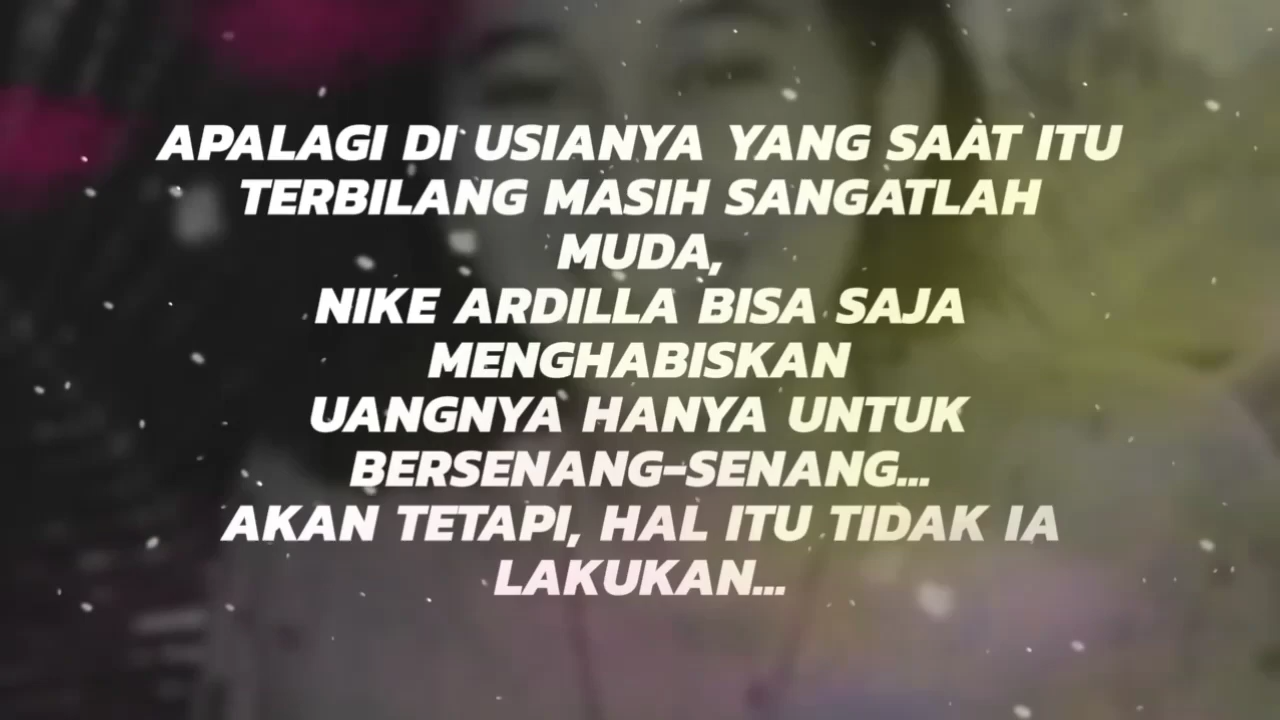 APALAGI DI USIANYA YANG SAAT ITU
TERBILANG MASIH SANGATLAH
MUDA,
NIKE ARDILLA BISA SAJA
MENGHABISKAN
UANGNYA HANYA UNTUK
BERSENANG-SENANG...
AKAN TETAPI, HAL ITU TIDAK IA
LAKUKAN...